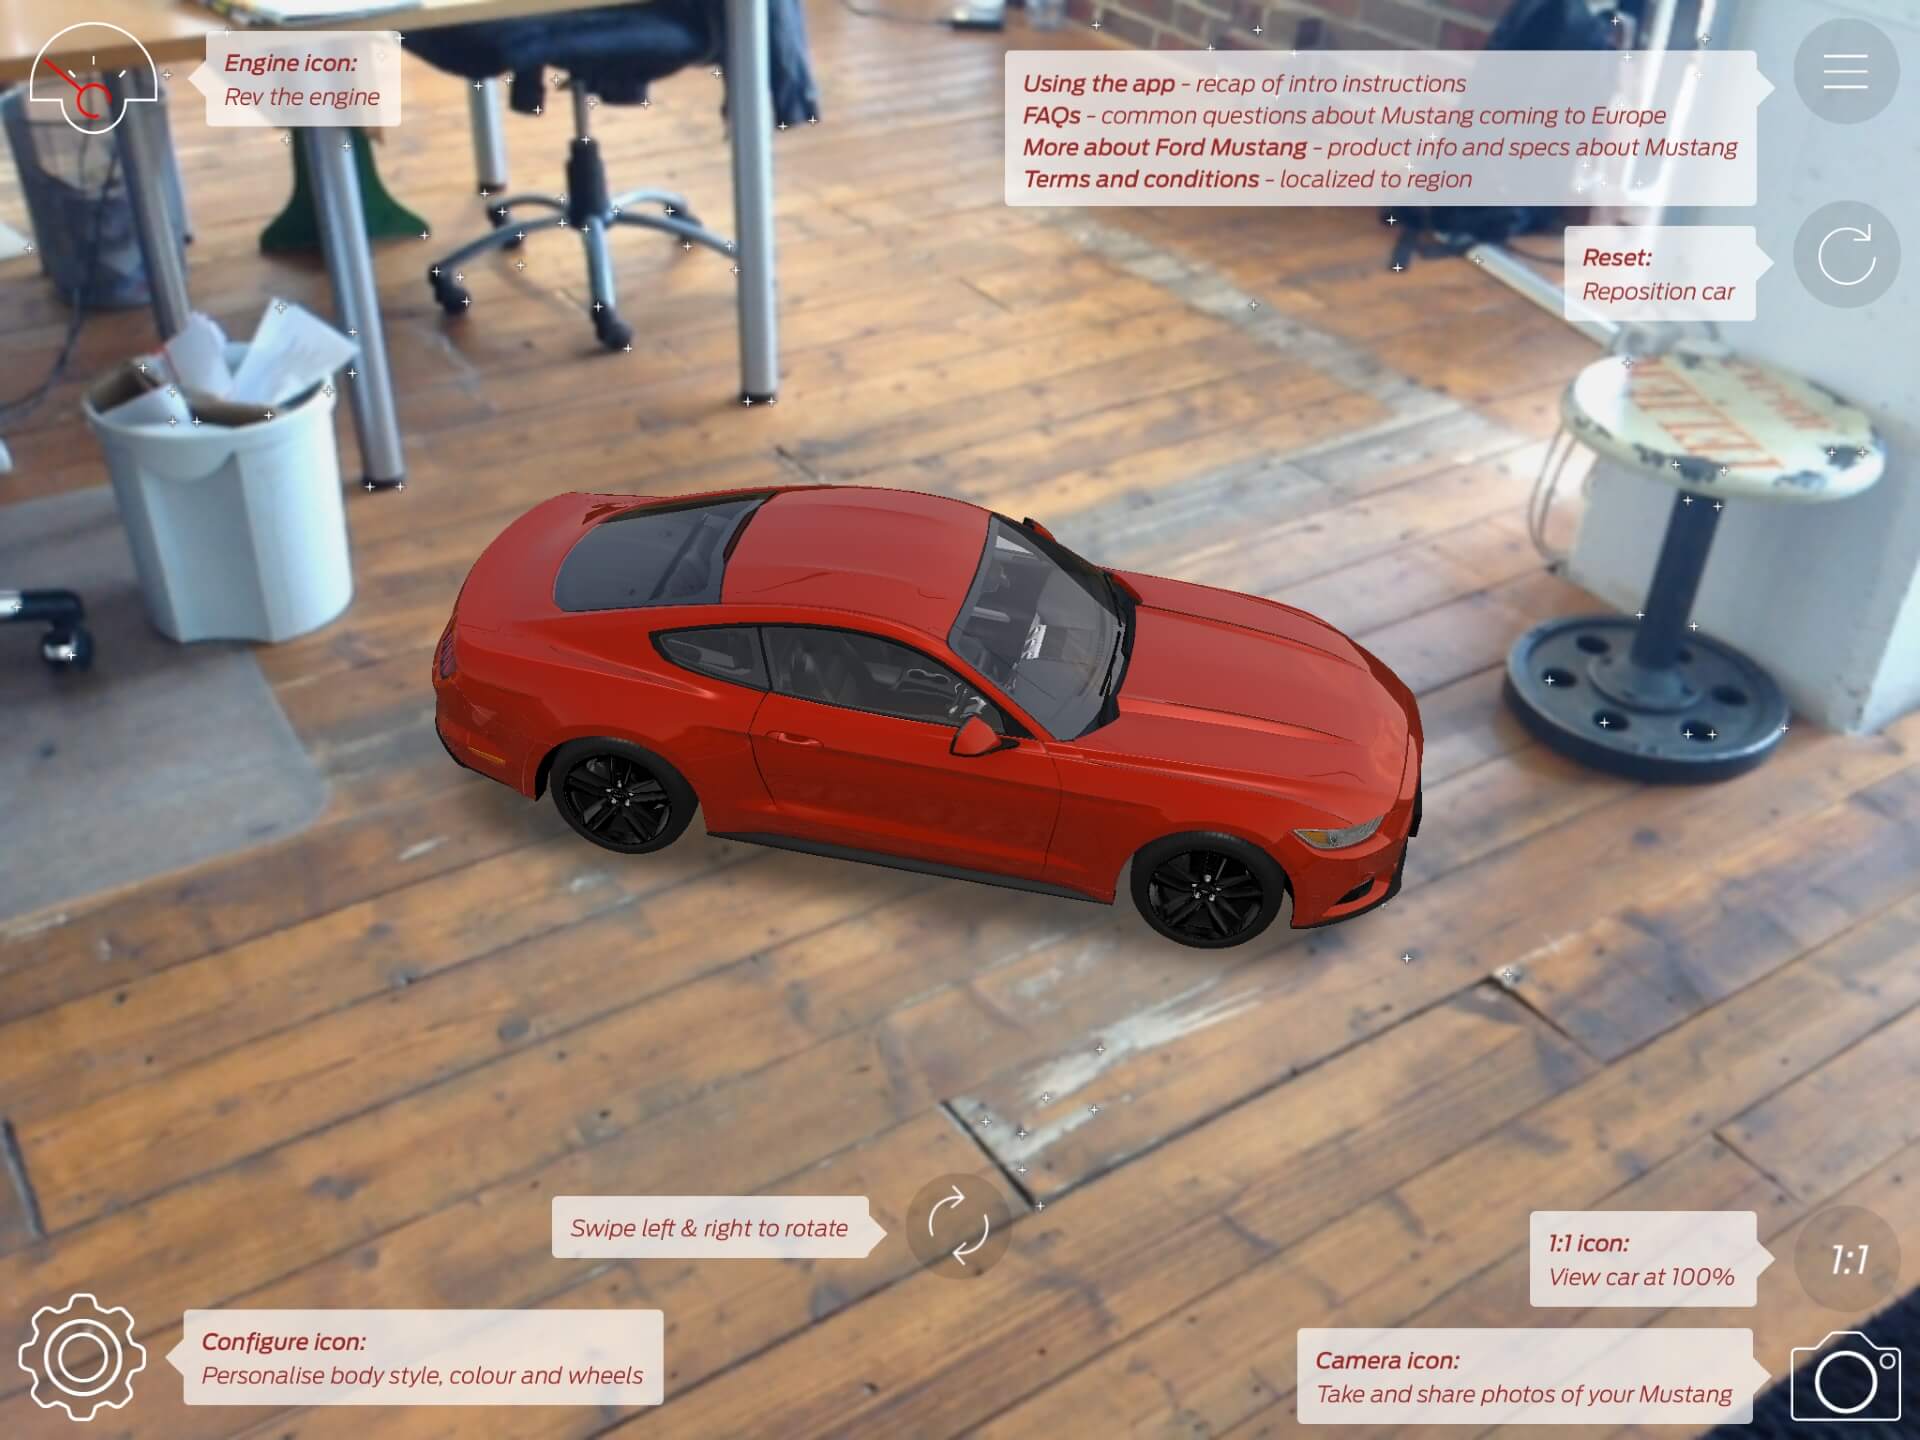 Engine icon:
Rev the engine
Using the app - recap of intro instructions
FAQs - common questions about Mustang coming to Europe
More about Ford Mustang - product info and specs about Mustang
Terms and conditions - localized to region
Reset:
Reposition car
Swipe left & right to rotate
1:1 icon:
View car at 100%
1:1
Configure icon:
Personalise body style, colour and wheels
Camera icon:
Take and share photos of your Mustang